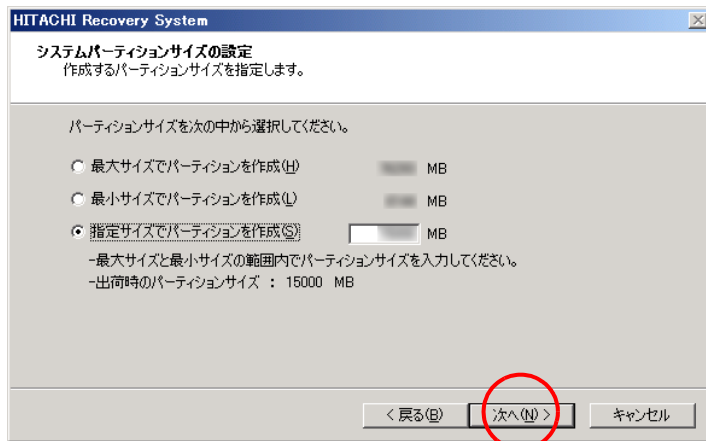 HITACHI Recovery System
システムパーティションサイズの設定
作成するパーティションサイズを指定します。
パーティションサイズを次の中から選択してください。
最大サイズでパーティションを作成(H) MB
最小サイズでパーティションを作成(L) MB
指定サイズでパーティションを作成(S) MB
-最大サイズと最小サイズの範囲内でパーティションサイズを入力してください。
-出荷時のパーティションサイズ : 15000 MB
< 戻る(B) 次へ(N) > キャンセル